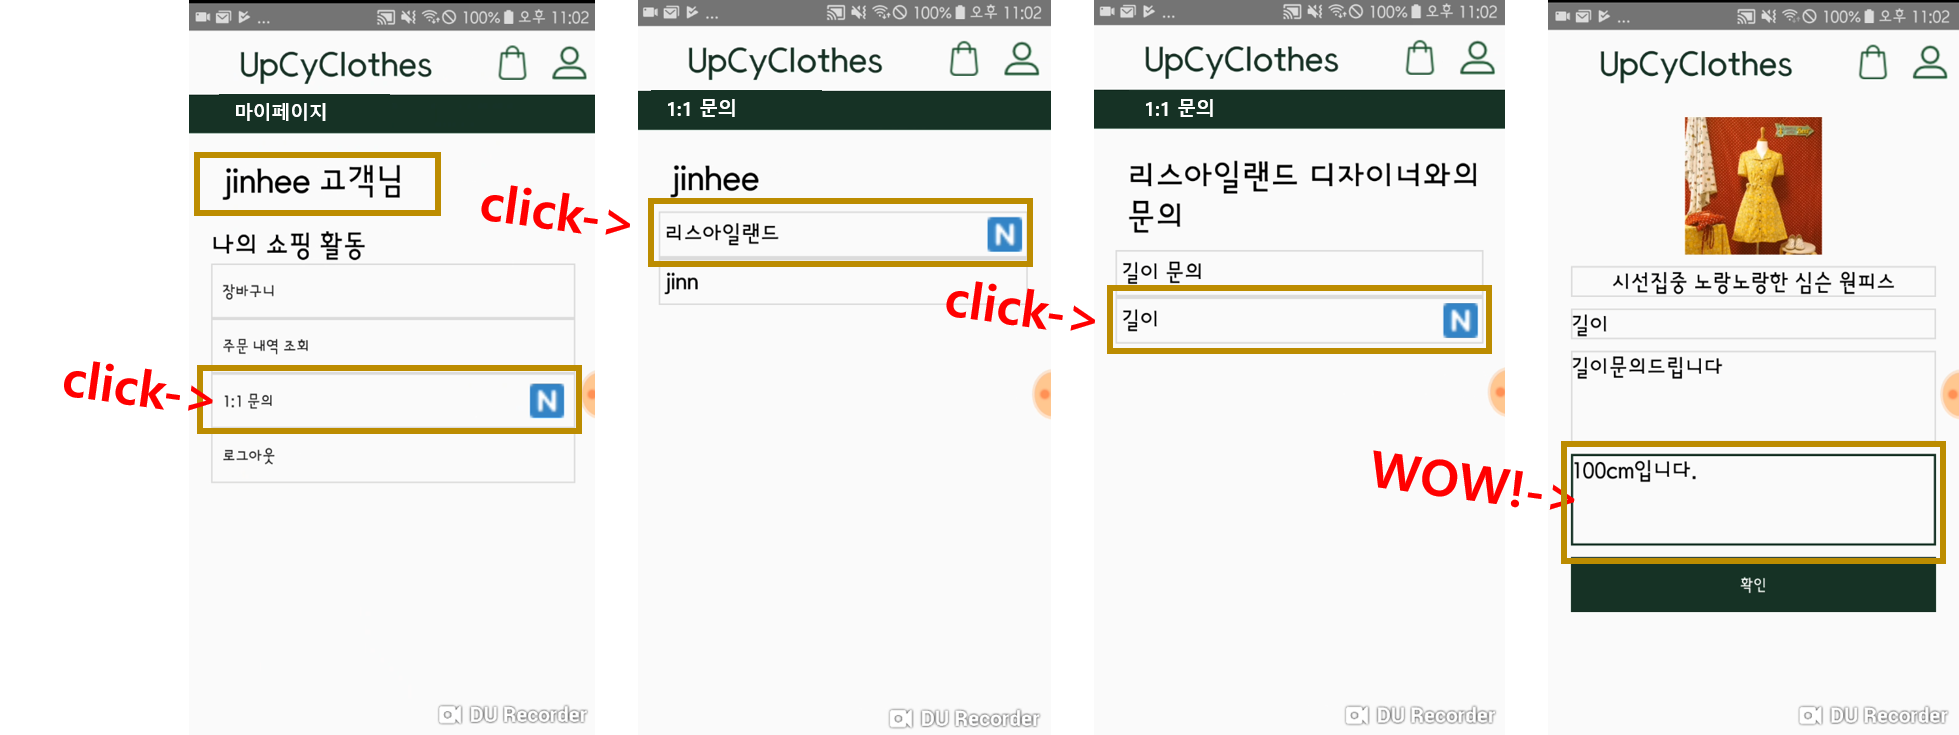 ... 100% 오후 11:02
UpCyClothes
마이페이지
jinhee 고객님
나의 쇼핑 활동
장바구니
주문 내역 조회
click->
1:1 문의 N
로그아웃
DU Recorder
... 100% 오후 11:02
UpCyClothes
1:1 문의
jinhee
click->
리스아일랜드 N
jinn
DU Recorder
... 100% 오후 11:02
UpCyClothes
1:1 문의
리스아일랜드 디자이너와의
문의
길이 문의
click->
길이 N
DU Recorder
... 100% 오후 11:02
UpCyClothes
시선집중 노랑노랑한 심슨 원피스
길이
길이문의드립니다
WOW!->
100cm입니다.
확인
DU Recorder